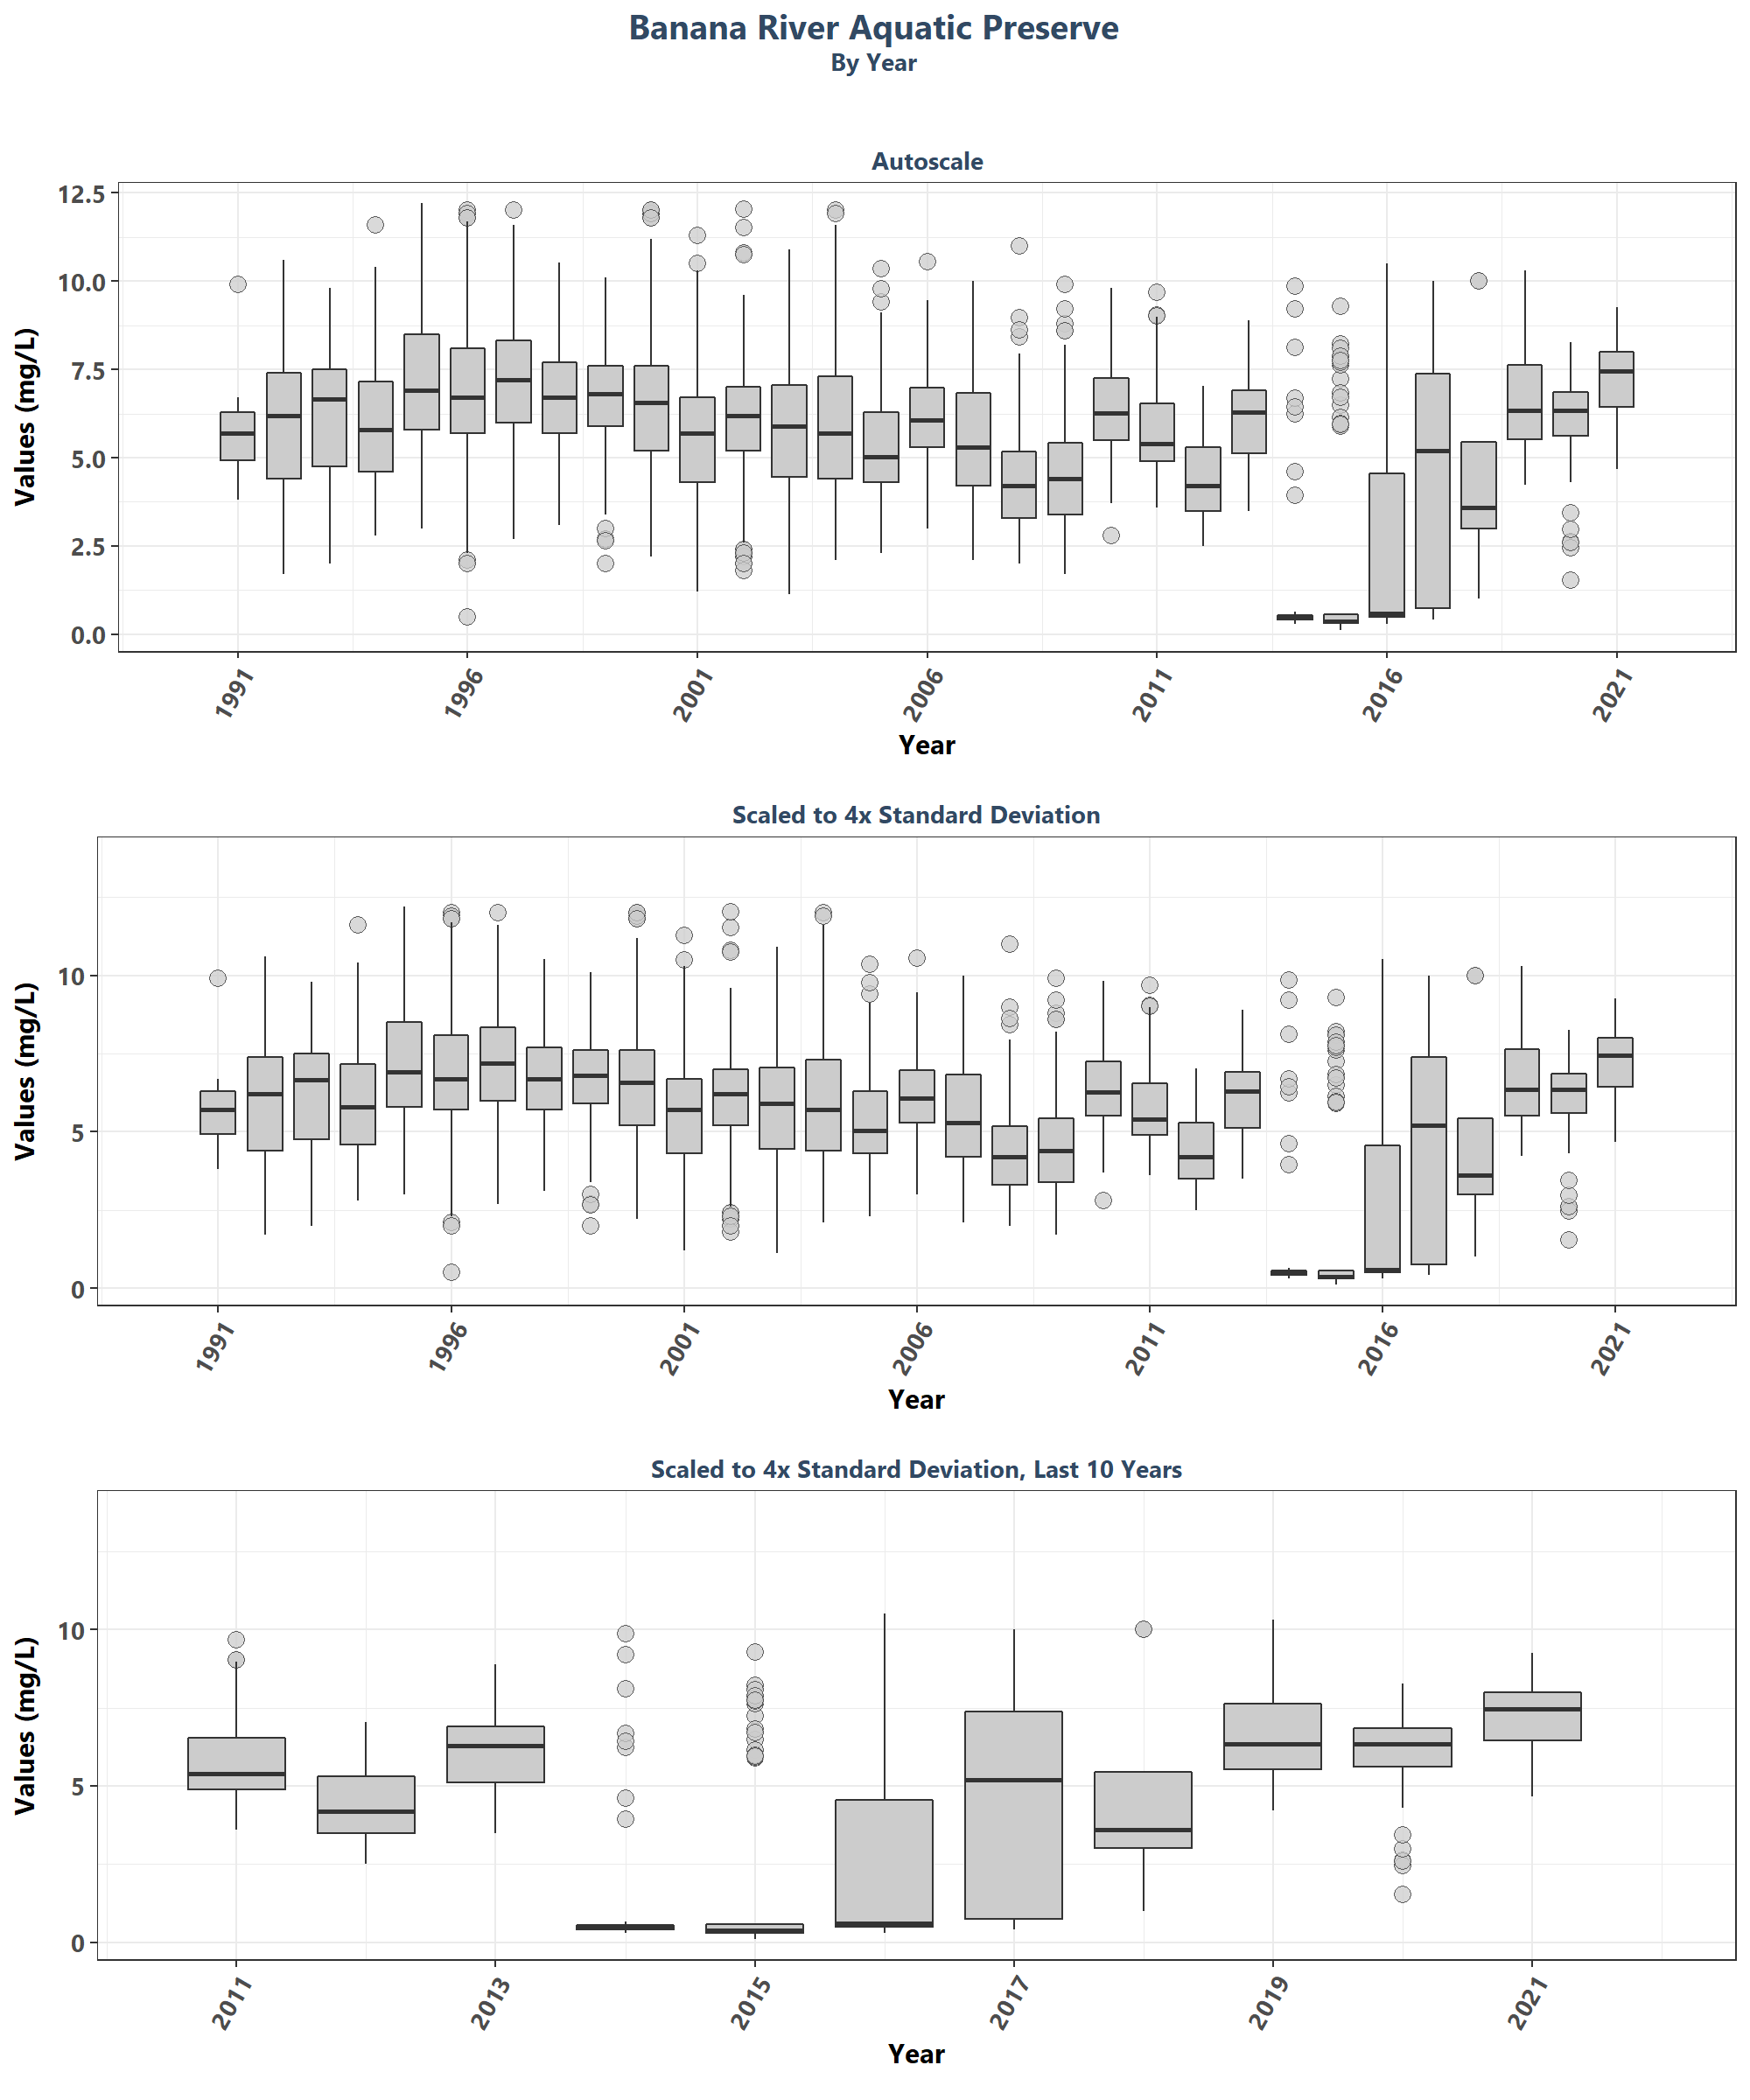 Banana River Aquatic Preserve
By Year
Autoscale
Values (mg/L)
12.5
10.0
7.5
5.0
2.5
0.0
1991 1996 2001 2006 2011 2016 2021
Year
Scaled to 4x Standard Deviation
Values (mg/L)
10
5
0
1991 1996 2001 2006 2011 2016 2021
Year
Scaled to 4x Standard Deviation, Last 10 Years
Values (mg/L)
10
5
0
2011 2013 2015 2017 2019 2021
Year